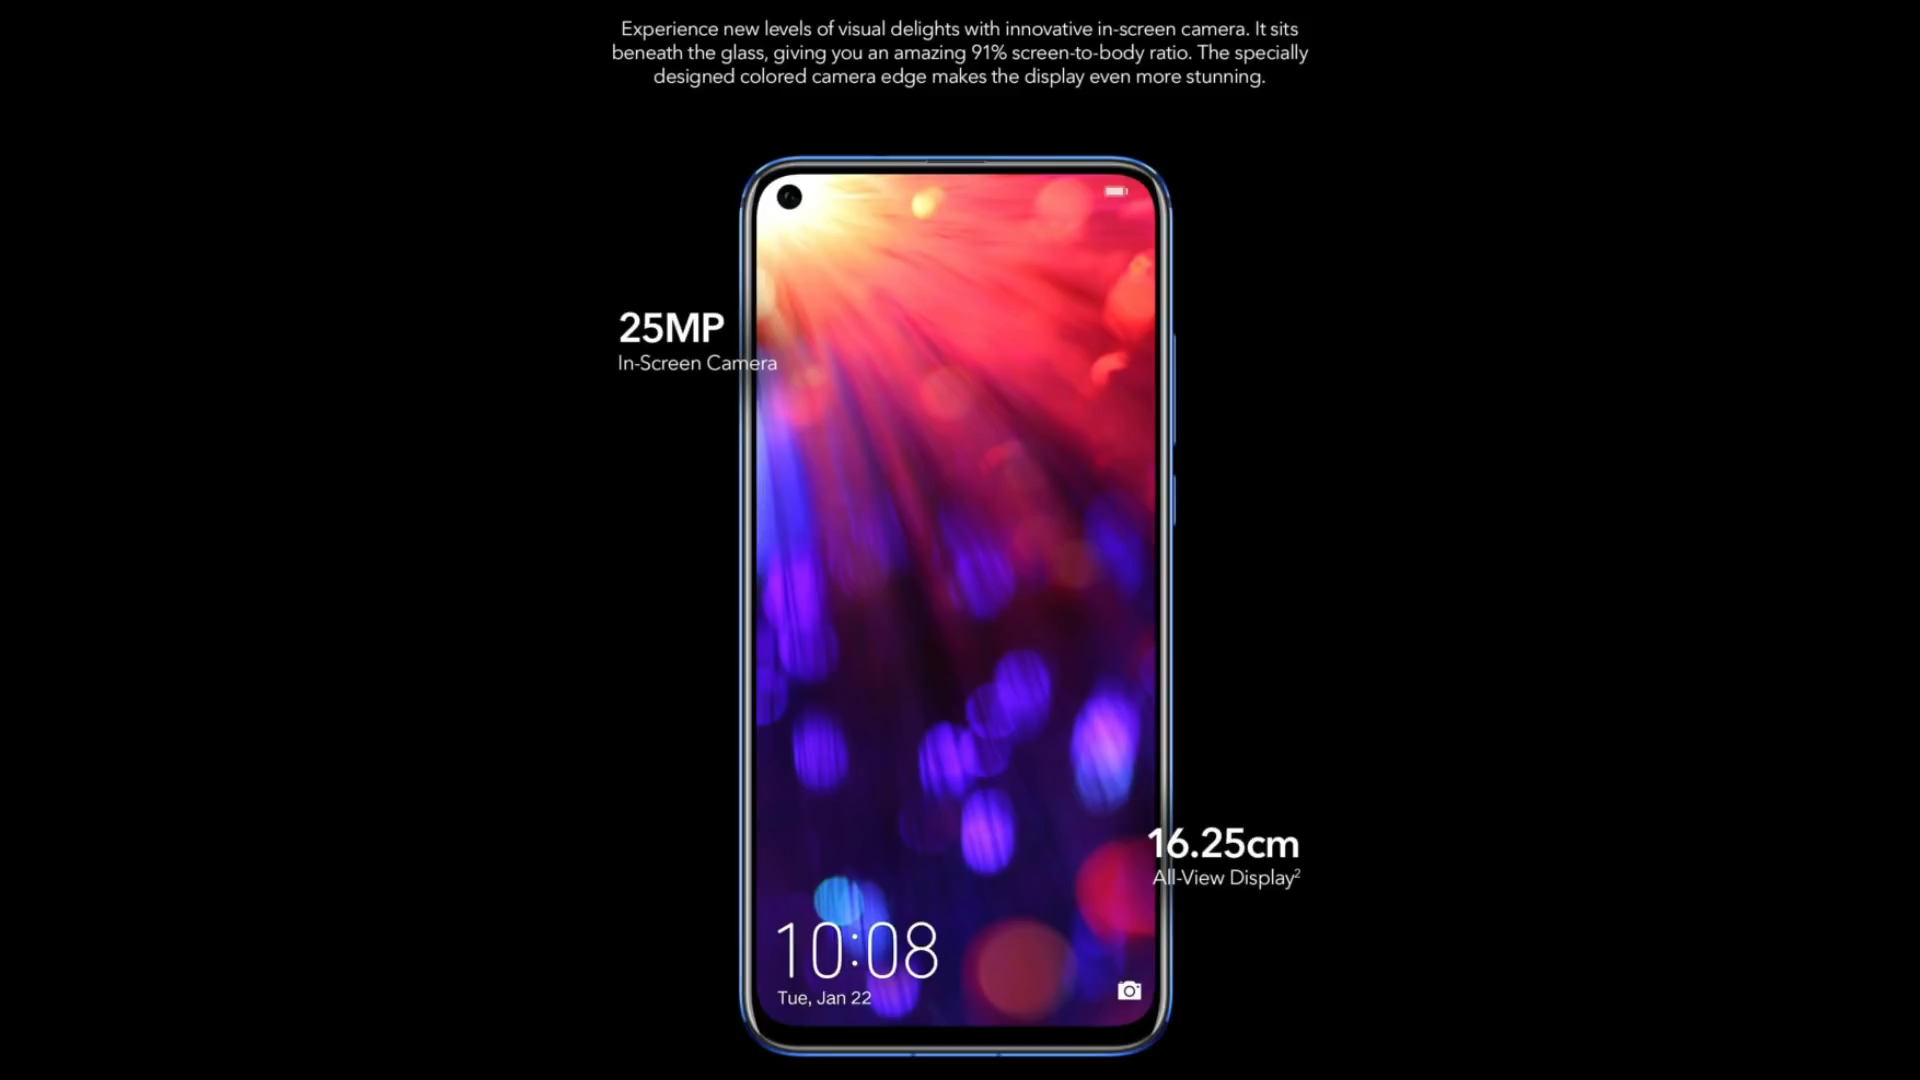 Experience new levels of visual delights with innovative in-screen camera. It sits
beneath the glass, giving you an amazing 91% screen-to-body ratio. The specially
designed colored camera edge makes the display even more stunning.
25MP
In-Screen Camera
16.25cm
All-View Display²
10:08
Tue, Jan 22